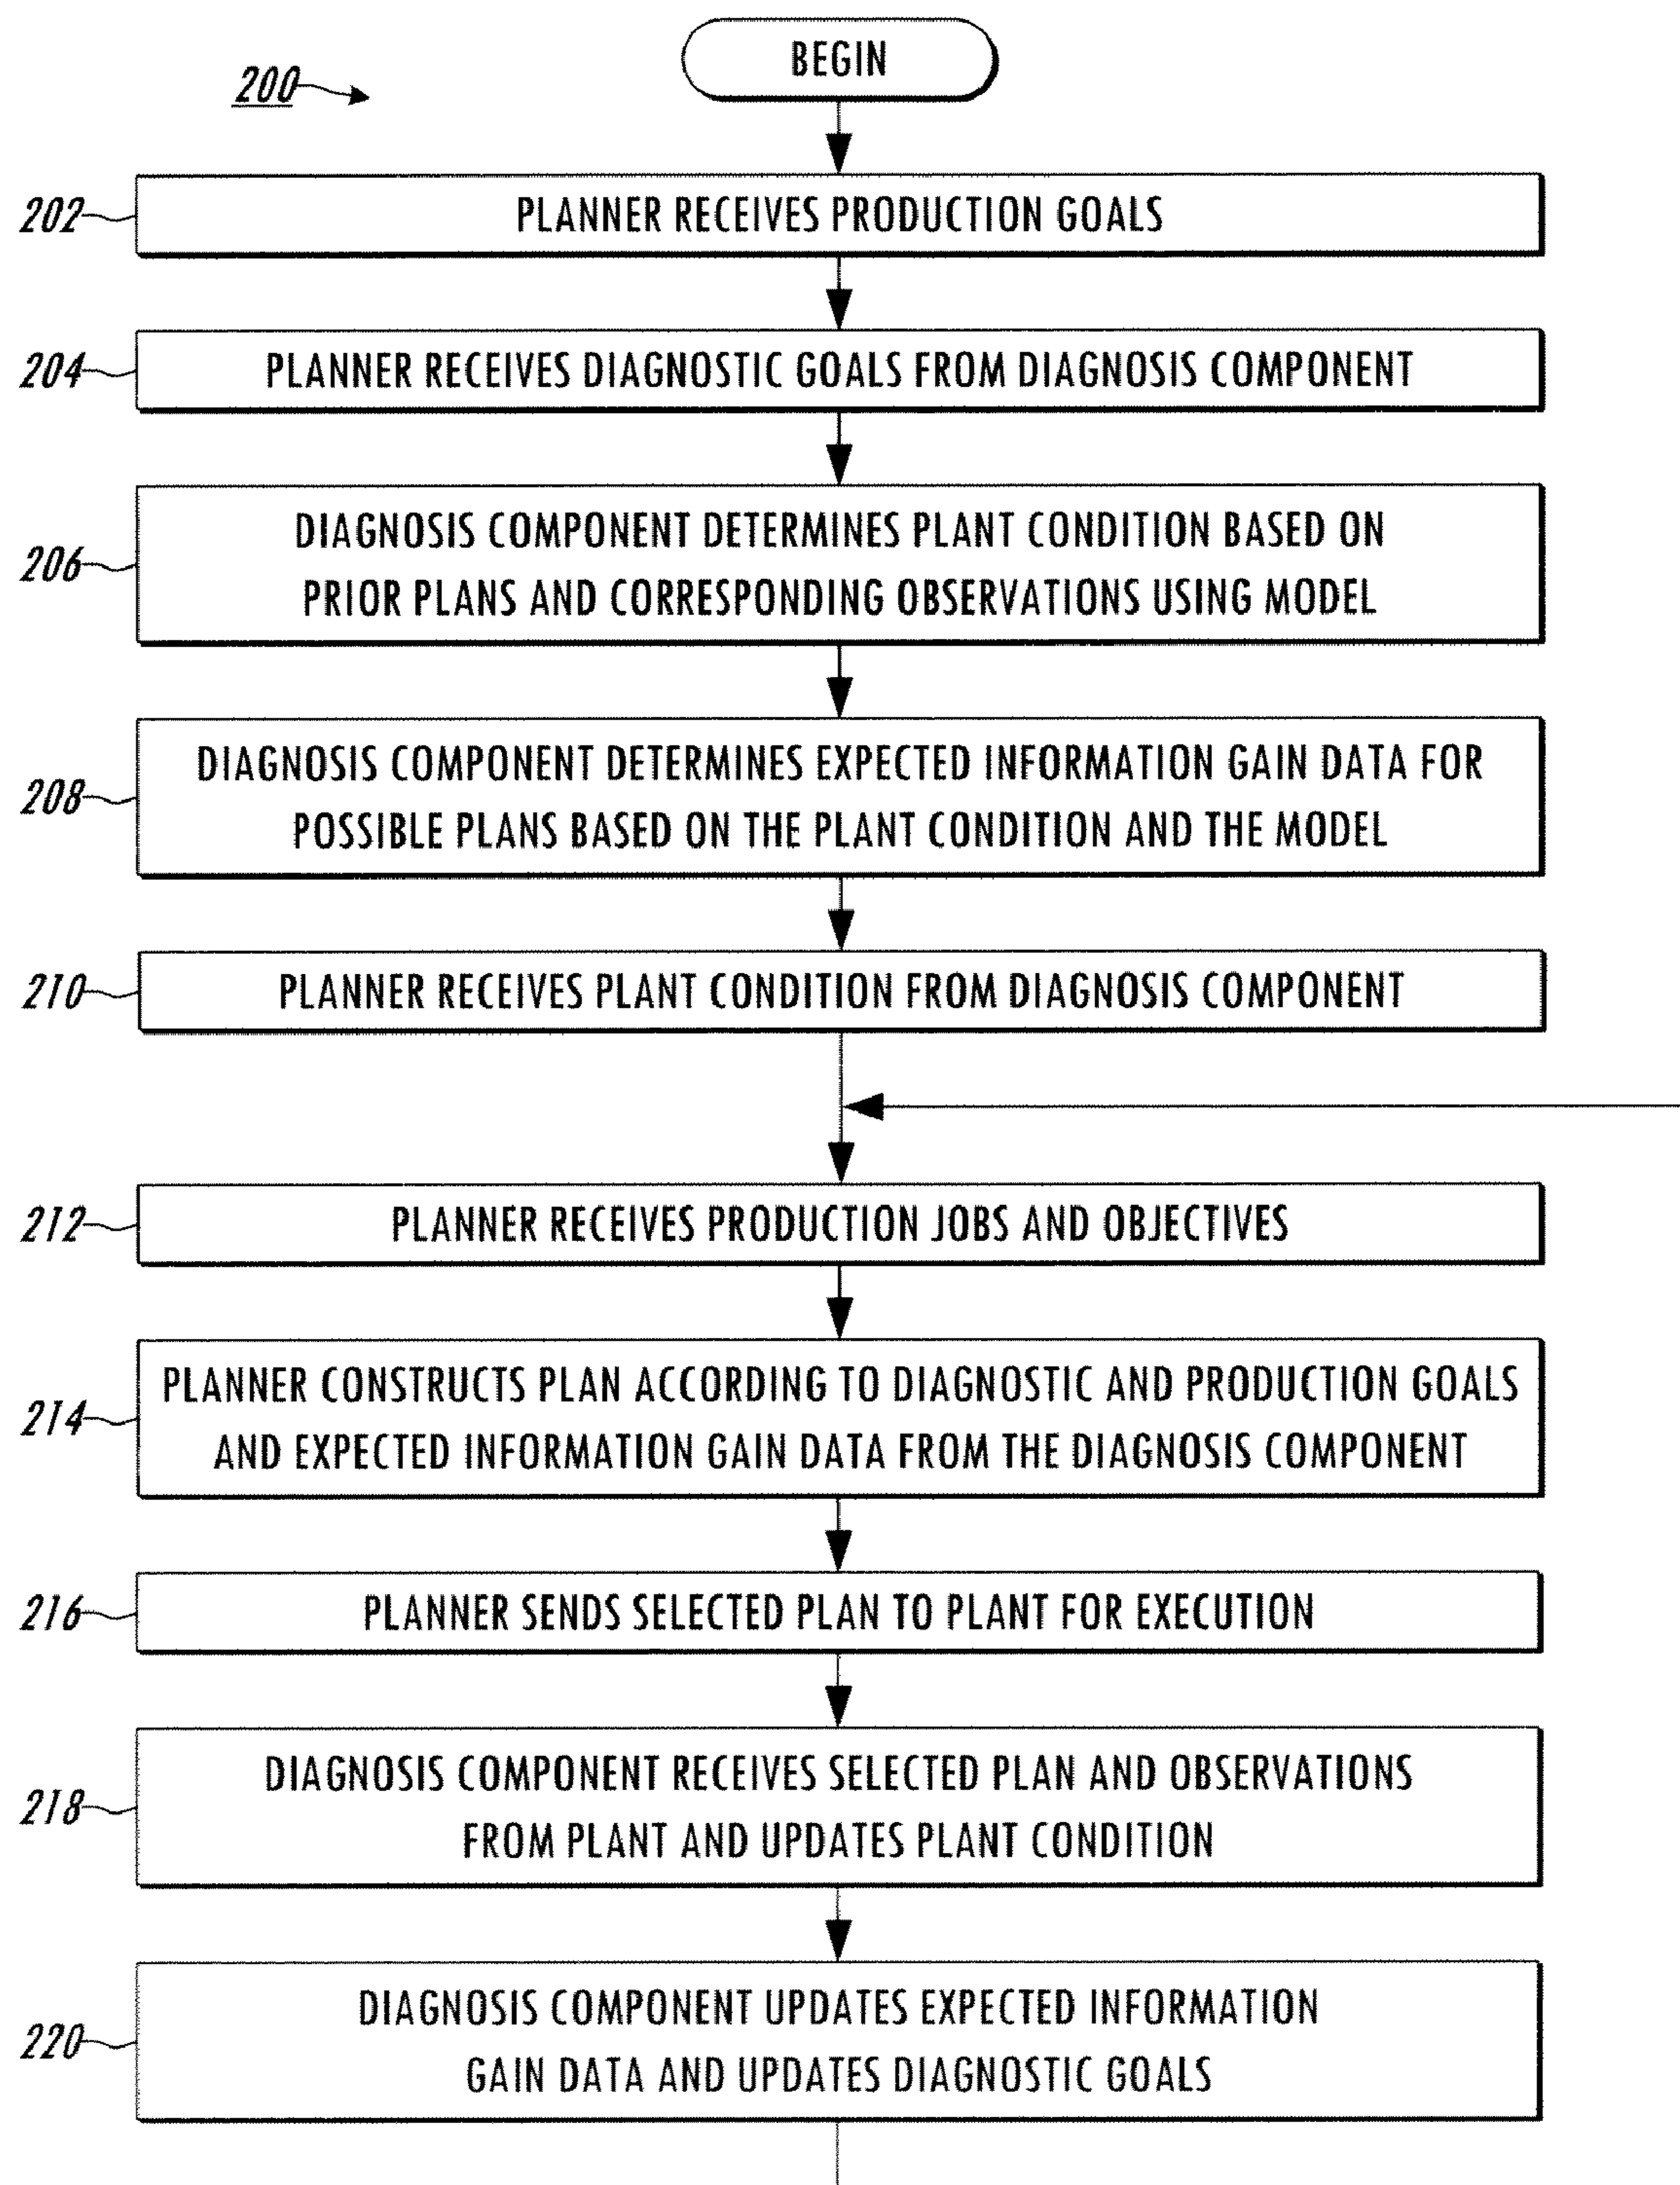 BEGIN
200
202
PLANNER RECEIVES PRODUCTION GOALS
204
PLANNER RECEIVES DIAGNOSTIC GOALS FROM DIAGNOSIS COMPONENT
206
DIAGNOSIS COMPONENT DETERMINES PLANT CONDITION BASED ON
PRIOR PLANS AND CORRESPONDING OBSERVATIONS USING MODEL
208
DIAGNOSIS COMPONENT DETERMINES EXPECTED INFORMATION GAIN DATA FOR
POSSIBLE PLANS BASED ON THE PLANT CONDITION AND THE MODEL
210
PLANNER RECEIVES PLANT CONDITION FROM DIAGNOSIS COMPONENT
212
PLANNER RECEIVES PRODUCTION JOBS AND OBJECTIVES
214
PLANNER CONSTRUCTS PLAN ACCORDING TO DIAGNOSTIC AND PRODUCTION GOALS
AND EXPECTED INFORMATION GAIN DATA FROM THE DIAGNOSIS COMPONENT
216
PLANNER SENDS SELECTED PLAN TO PLANT FOR EXECUTION
218
DIAGNOSIS COMPONENT RECEIVES SELECTED PLAN AND OBSERVATIONS
FROM PLANT AND UPDATES PLANT CONDITION
220
DIAGNOSIS COMPONENT UPDATES EXPECTED INFORMATION
GAIN DATA AND UPDATES DIAGNOSTIC GOALS